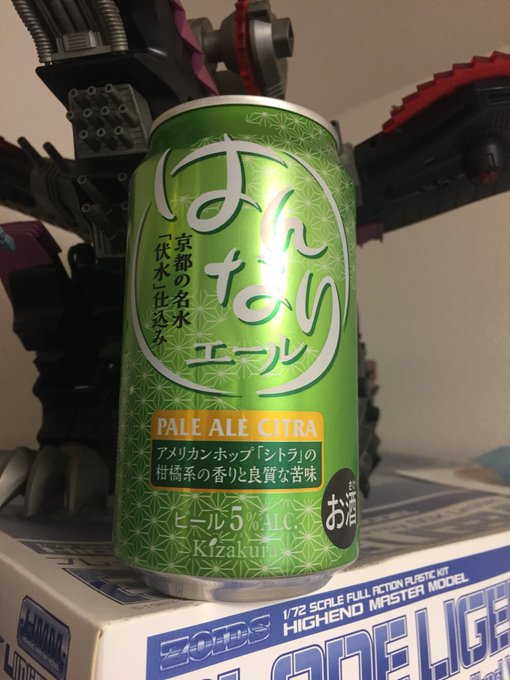 はんなり
エール
京都の名水
「伏水」仕込み
PALE ALE CITRA
アメリカンホップ「シトラ」の
柑橘系の香りと良質な苦味
ビール 5% ALC.
Kizakura
さけ
お酒
ZOIDS
1/72 SCALE FULL ACTION PLASTIC KIT
HIGHEND MASTER MODEL
HMM